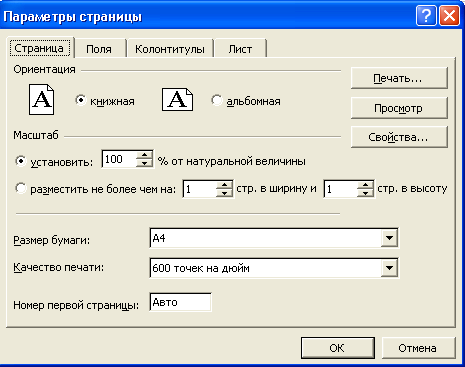 Параметры страницы
Страница Поля Колонтитулы Лист
Ориентация
А книжная А альбомная
Печать...
Просмотр
Свойства...
Масштаб
установить: 100 % от натуральной величины
разместить не более чем на: 1 стр. в ширину и 1 стр. в высоту
Размер бумаги: А4
Качество печати: 600 точек на дюйм
Номер первой страницы: Авто
ОК Отмена